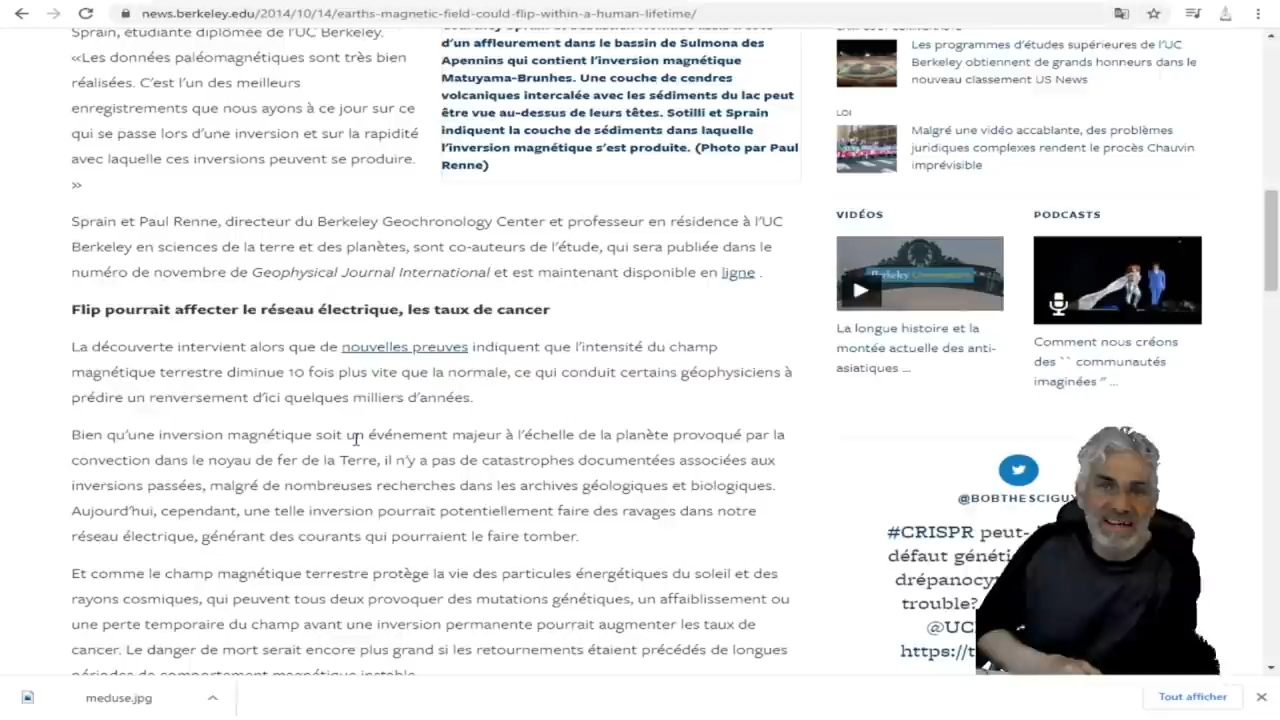 news.berkeley.edu/2014/10/14/earths-magnetic-field-could-flip-within-a-human-lifetime/
Sprain, étudiante diplômée de l'UC Berkeley.
«Les données paléomagnétiques sont très bien
réalisées. C'est l'un des meilleurs
enregistrements que nous ayons à ce jour sur ce
qui se passe lors d'une inversion et sur la rapidité
avec laquelle ces inversions peuvent se produire.
»
d'un affleurement dans le bassin de Sulmona des
Apennins qui contient l'inversion magnétique
Matuyama-Brunhes. Une couche de cendres
volcaniques intercalée avec les sédiments du lac peut
être vue au-dessus de leurs têtes. Sotilli et Sprain
indiquent la couche de sédiments dans laquelle
l'inversion magnétique s'est produite. (Photo par Paul
Renne)
Sprain et Paul Renne, directeur du Berkeley Geochronology Center et professeur en résidence à l'UC
Berkeley en sciences de la terre et des planètes, sont co-auteurs de l'étude, qui sera publiée dans le
numéro de novembre de Geophysical Journal International et est maintenant disponible en ligne .
Flip pourrait affecter le réseau électrique, les taux de cancer
La découverte intervient alors que de nouvelles preuves indiquent que l'intensité du champ
magnétique terrestre diminue 10 fois plus vite que la normale, ce qui conduit certains géophysiciens à
prédire un renversement d'ici quelques milliers d'années.
Bien qu'une inversion magnétique soit un événement majeur à l'échelle de la planète provoqué par la
convection dans le noyau de fer de la Terre, il n'y a pas de catastrophes documentées associées aux
inversions passées, malgré de nombreuses recherches dans les archives géologiques et biologiques.
Aujourd'hui, cependant, une telle inversion pourrait potentiellement faire des ravages dans notre
réseau électrique, générant des courants qui pourraient le faire tomber.
Et comme le champ magnétique terrestre protège la vie des particules énergétiques du soleil et des
rayons cosmiques, qui peuvent tous deux provoquer des mutations génétiques, un affaiblissement ou
une perte temporaire du champ avant une inversion permanente pourrait augmenter les taux de
cancer. Le danger de mort serait encore plus grand si les retournements étaient précédés de longues
périodes de comportement magnétique instable.
Les programmes d'études supérieures de l'UC
Berkeley obtiennent de grands honneurs dans le
nouveau classement US News
LOI
Malgré une vidéo accablante, des problèmes
juridiques complexes rendent le procès Chauvin
imprévisible
VIDÉOS
PODCASTS
La longue histoire et la
montée actuelle des anti-
asiatiques ...
Comment nous créons
des `` communautés
imaginées '' ...
@BOBTHESCIGUY
#CRISPR peut-
défaut généti
drépanocy
trouble?
@UC
https://t
meduse.jpg
Tout afficher